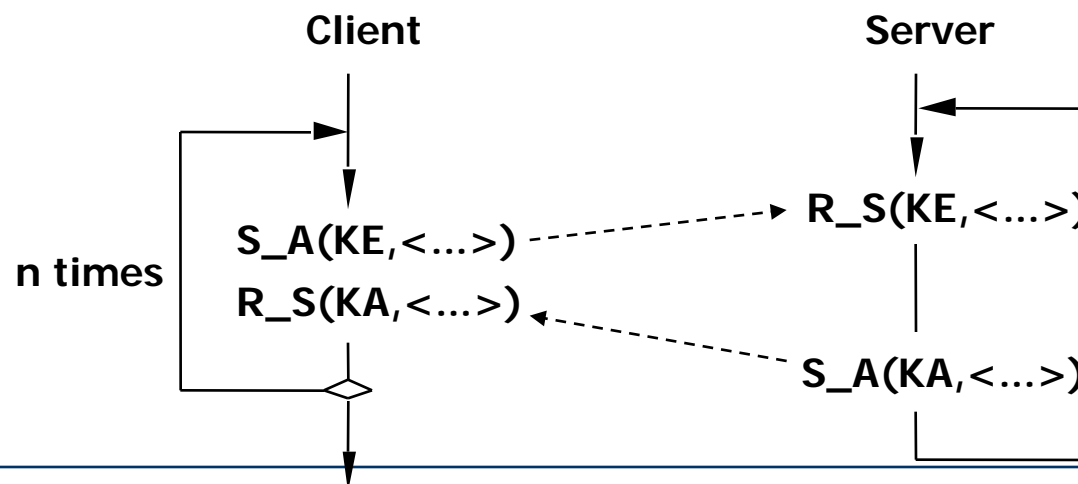 Client
Server
R_S(KE,<...>)
S_A(KE,<...>)
n times
R_S(KA,<...>)
S_A(KA,<...>)